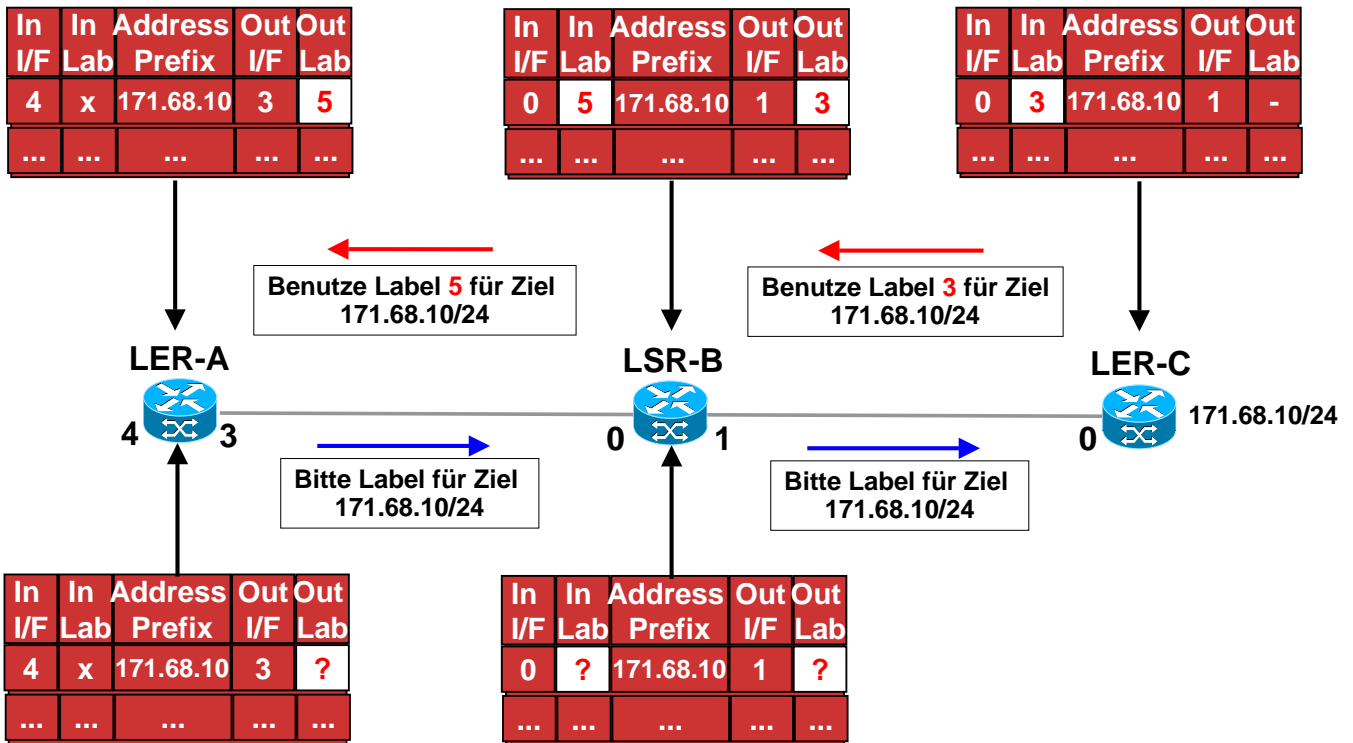 In In Address Out Out
I/F Lab Prefix I/F Lab
4 x 171.68.10 3 5
... ... ... ... ...
In In Address Out Out
I/F Lab Prefix I/F Lab
0 5 171.68.10 1 3
... ... ... ... ...
In In Address Out Out
I/F Lab Prefix I/F Lab
0 3 171.68.10 1 -
... ... ... ... ...
Benutze Label 5 für Ziel
171.68.10/24
Benutze Label 3 für Ziel
171.68.10/24
LER-A
LSR-B
LER-C
4 3
0 1
0
171.68.10/24
Bitte Label für Ziel
171.68.10/24
Bitte Label für Ziel
171.68.10/24
In In Address Out Out
I/F Lab Prefix I/F Lab
4 x 171.68.10 3 ?
... ... ... ... ...
In In Address Out Out
I/F Lab Prefix I/F Lab
0 ? 171.68.10 1 ?
... ... ... ... ...